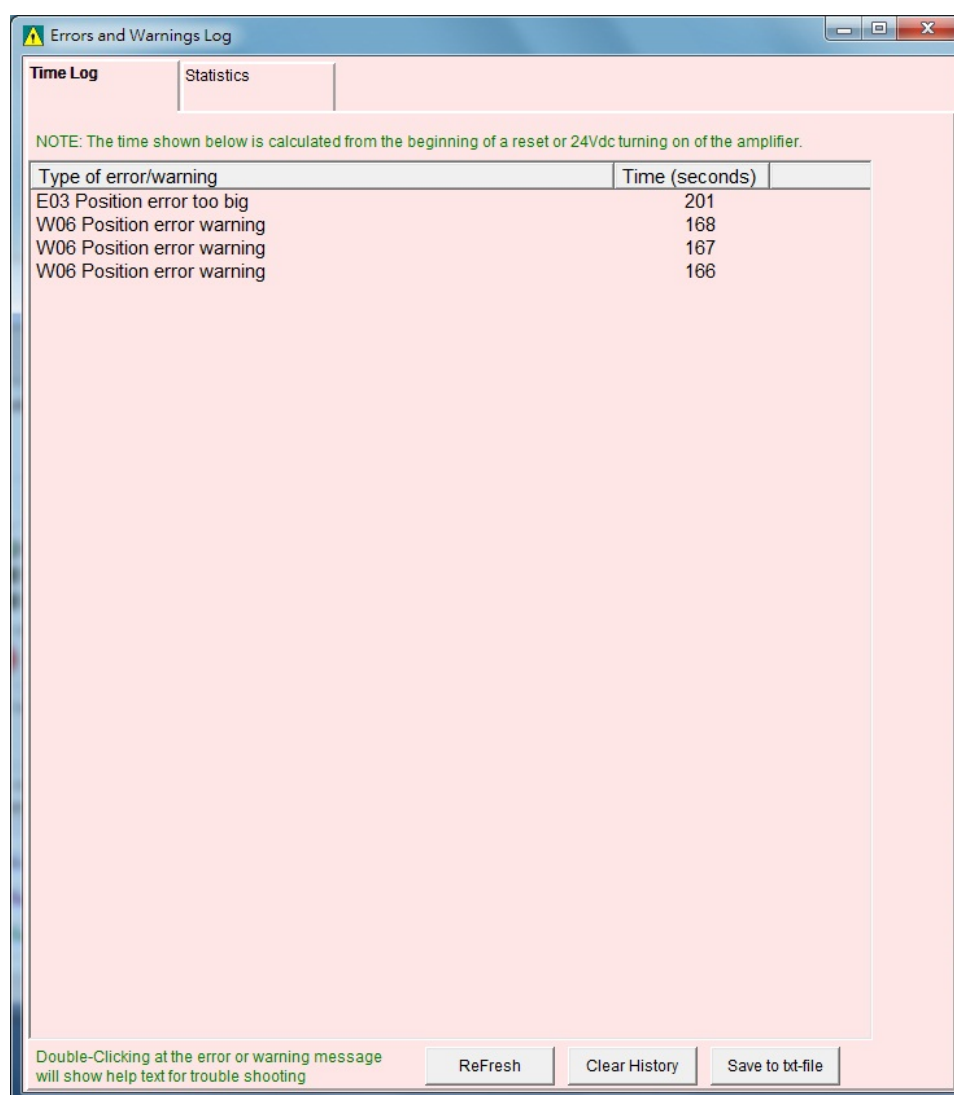 Errors and Warnings Log
Time Log Statistics
NOTE: The time shown below is calculated from the beginning of a reset or 24Vdc turning on of the amplifier.
Type of error/warning Time (seconds)
E03 Position error too big 201
W06 Position error warning 168
W06 Position error warning 167
W06 Position error warning 166
Double-Clicking at the error or warning message
will show help text for trouble shooting
ReFresh Clear History Save to txt-file